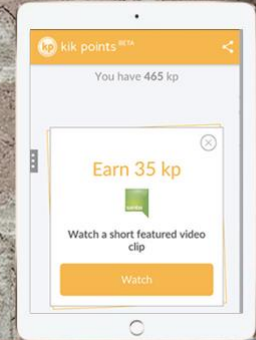 kp kik points BETA
You have 465 kp
Earn 35 kp
Watch a short featured video
clip
Watch